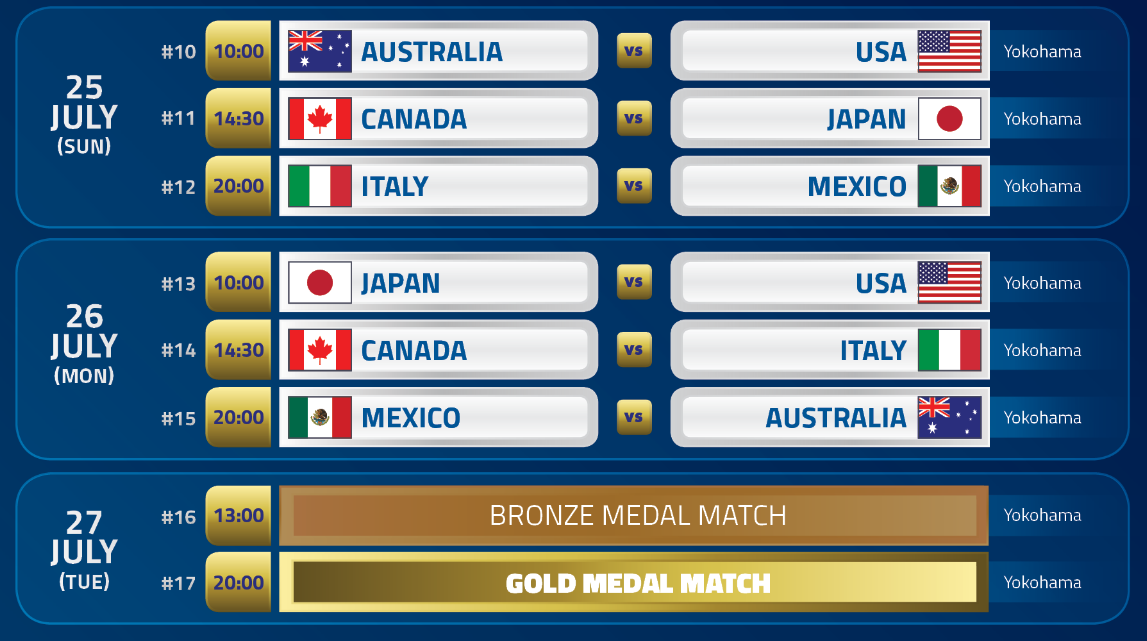 25
JULY
(SUN)
#10 10:00 AUSTRALIA VS USA Yokohama
#11 14:30 CANADA VS JAPAN Yokohama
#12 20:00 ITALY VS MEXICO Yokohama
26
JULY
(MON)
#13 10:00 JAPAN VS USA Yokohama
#14 14:30 CANADA VS ITALY Yokohama
#15 20:00 MEXICO VS AUSTRALIA Yokohama
27
JULY
(TUE)
#16 13:00 BRONZE MEDAL MATCH Yokohama
#17 20:00 GOLD MEDAL MATCH Yokohama